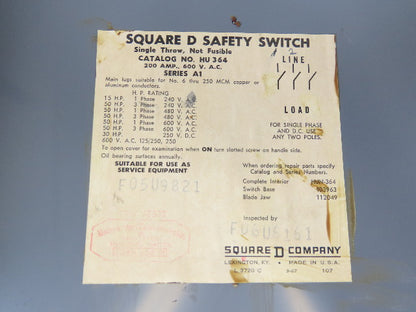 SQUARE D SAFETY SWITCH
Single Throw, Not Fusible
CATALOG NO. HU 364
200 AMP., 600 V. A.C.
SERIES A1
2
LINE
LOAD
FOR SINGLE PHASE
AND D.C. USE
ANY TWO POLES.
Main lugs suitable for No. 6 thru 250 MCM copper or
aluminum conductors.
H. P. RATING
15 H.P. 1 Phase 240 V. A.C.
50 H.P. 3 Phase 240 V. A.C.
50 H.P. 1 Phase 480 V. A.C.
50 H.P. 3 Phase 480 V. A.C.
50 H.P. 1 Phase 600 V. A.C.
50 H.P. 3 Phase 600 V. A.C.
30 H.P. 250 V. D.C.
600 V. A.C. 125/250, 250
To open cover for examination when ON turn slotted screw on handle side.
Oil bearing surfaces annually.
SUITABLE FOR USE AS
SERVICE EQUIPMENT
When ordering repair parts specify
Catalog and Series Numbers.
Complete Interior
Switch Base
Blade Jaw 112049
Inspected by
SQUARE D COMPANY
LEXINGTON, KY. MADE IN U.S.A.